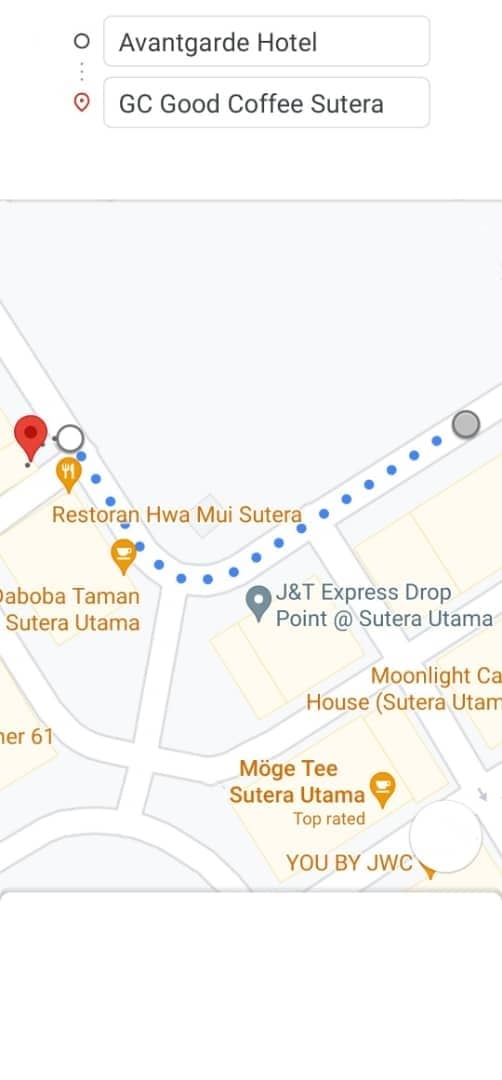 Avantgarde Hotel
GC Good Coffee Sutera
Restoran Hwa Mui Sutera
Daboba Taman
Sutera Utama
J&T Express Drop
Point @ Sutera Utama
Moonlight Ca
House (Sutera Utam
ner 61
Möge Tee
Sutera Utama
Top rated
YOU BY JWC